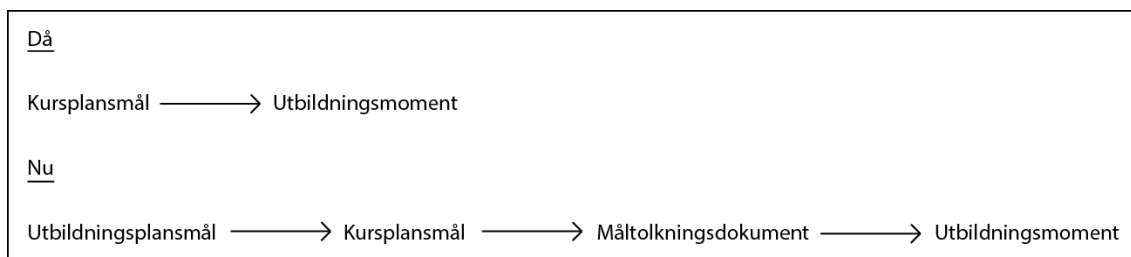 Då
Kursplansmål → Utbildningsmoment
Nu
Utbildningsplansmål → Kursplansmål → Måltolkningsdokument → Utbildningsmoment